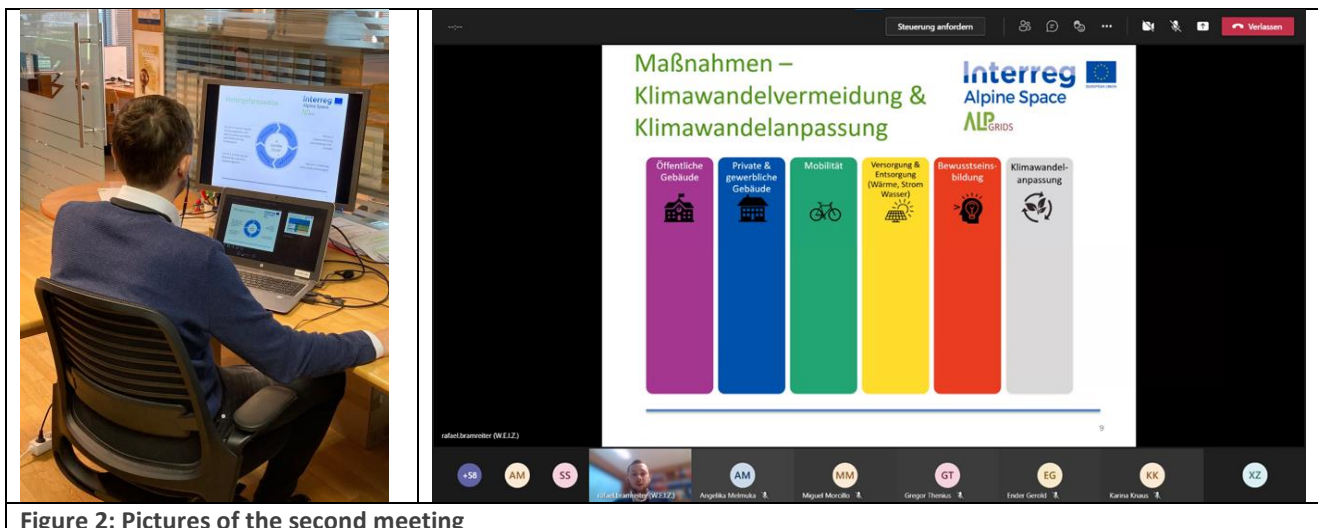 --:--
Steuerung anfordern
Verlassen
Maßnahmen –
Klimawandelvermeidung &
Klimawandelanpassung
Interreg
EUROPEAN UNION
Alpine Space
ALPGRIDS
Öffentliche
Gebäude
Private &
gewerbliche
Gebäude
Mobilität
Versorgung &
Entsorgung
(Wärme, Strom
Wasser)
Bewusstseins-
bildung
Klimawandel-
anpassung
9
rafael.bramreiter (W.E.I.Z.)
+58
AM
SS
AM
MM
GT
EG
KK
XZ
rafael.bramreiter (W.E.I.Z.)
Angelika Melmuka
Miguel Morcillo
Gregor Thenius
Ender Gerold
Karina Knaus
Interreg
Alpine Space
Figure 2: Pictures of the second meeting